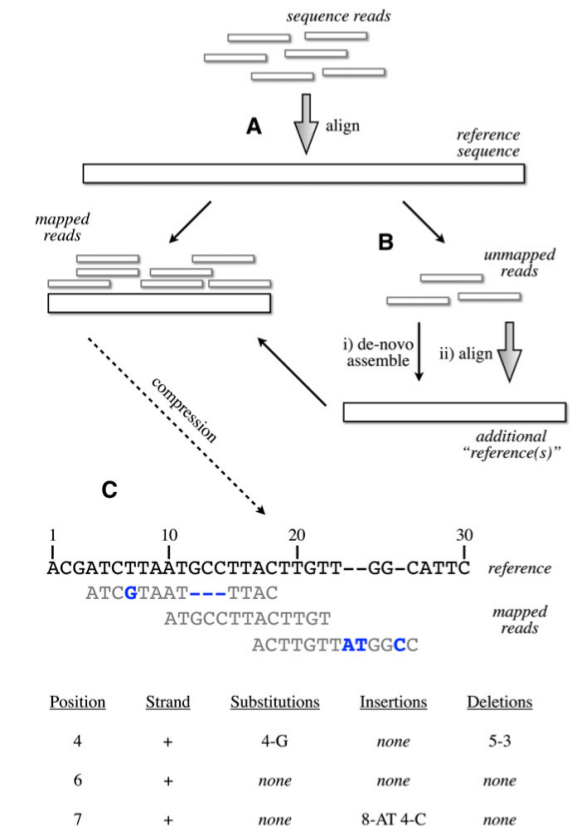 sequence reads
A
align
reference
sequence
mapped
reads
B
unmapped
reads
i) de-novo
assemble
ii) align
additional
“reference(s)”
compression
C
1 10 20 30
ACGATCTTAATGCCTTACTTGTT--GG-CATTC reference
ATCGTAAT---TTAC
ATGCCTTACTTGT
ACTTGTTATGGCC
mapped
reads
Position Strand Substitutions Insertions Deletions
4 + 4-G none 5-3
6 + none none none
7 + none 8-AT 4-C none